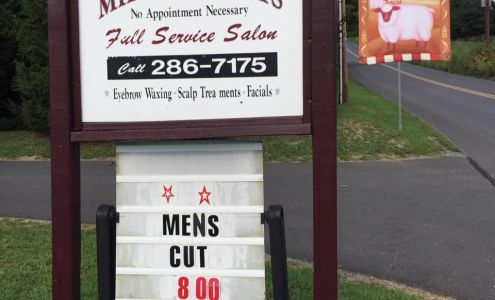 No Appointment Necessary
Full Service Salon
Call 286-7175
Eyebrow Waxing - Scalp Trea ments - Facials
MENS
CUT
8 00